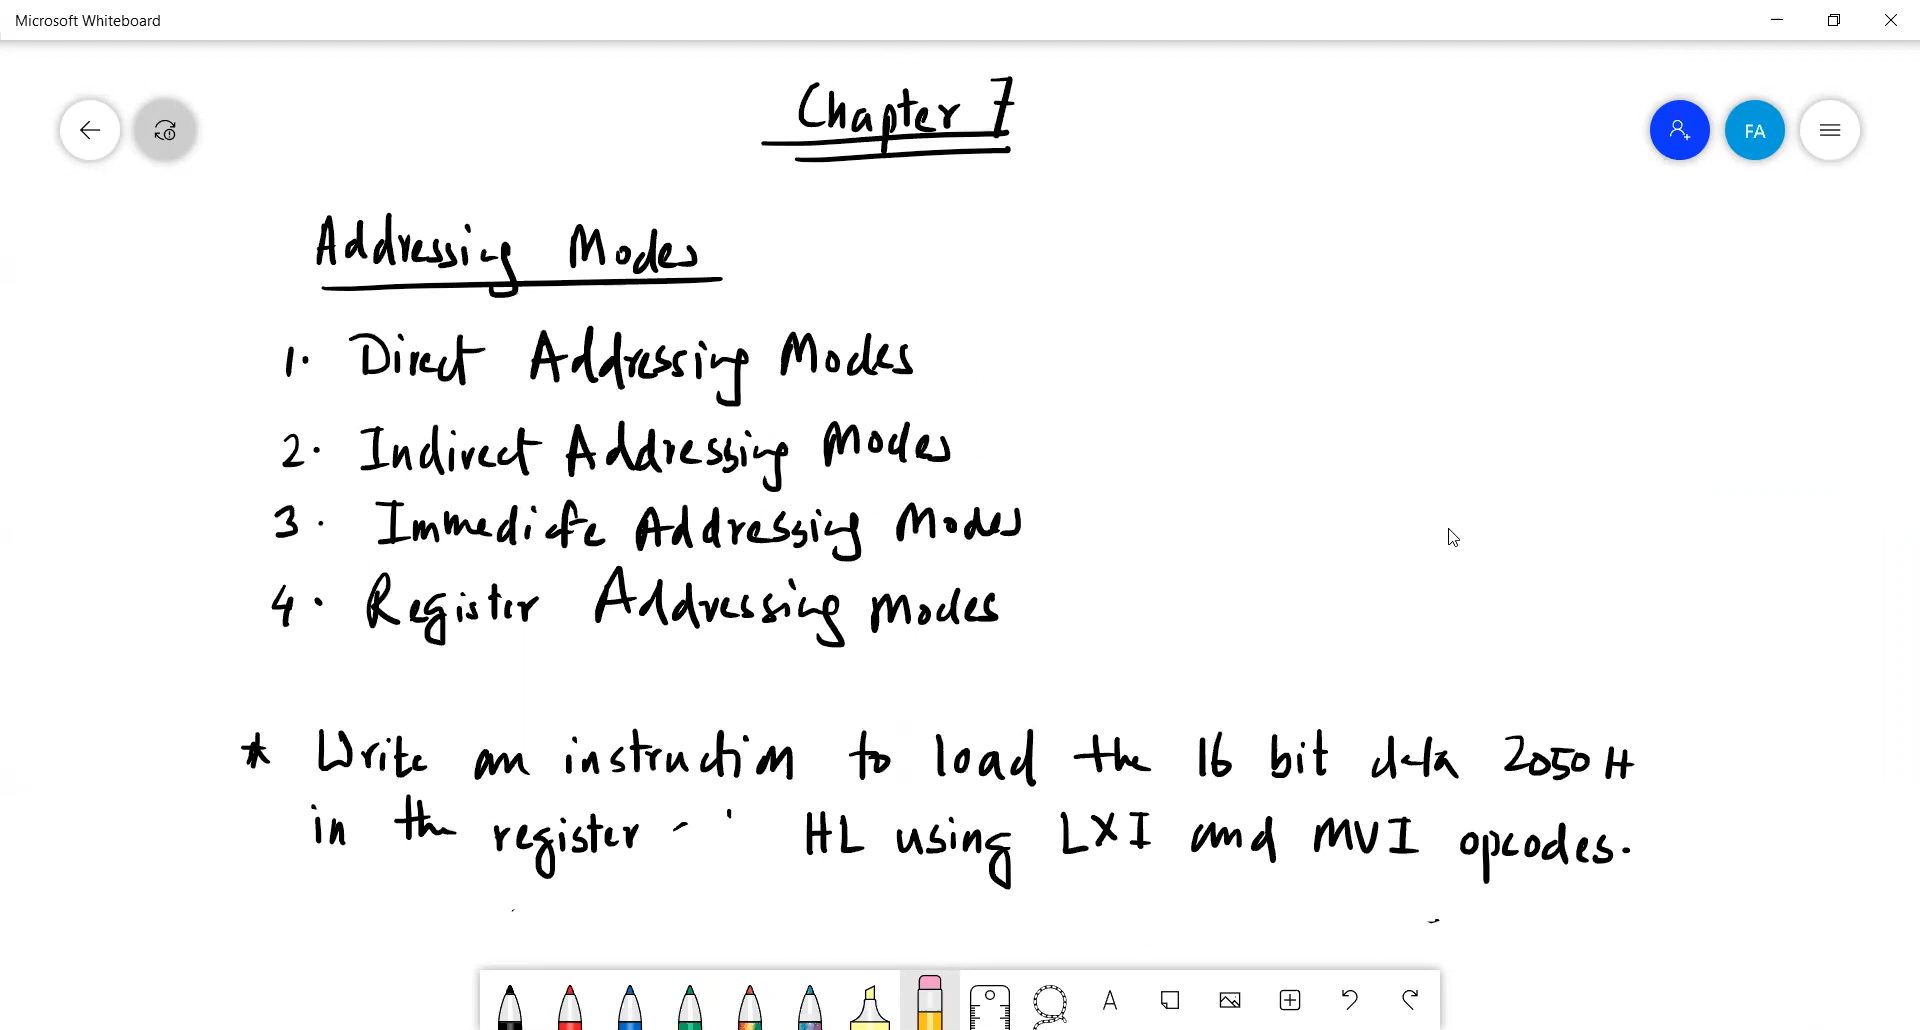 Microsoft Whiteboard
Chapter 7
FA
Addressing Modes
1. Direct Addressing Modes
2. Indirect Addressing Modes
3. Immediate Addressing Modes
4. Register Addressing Modes
* Write an instruction to load the 16 bit data 2050 H
in the register HL using LXI and MVI opcodes.
A